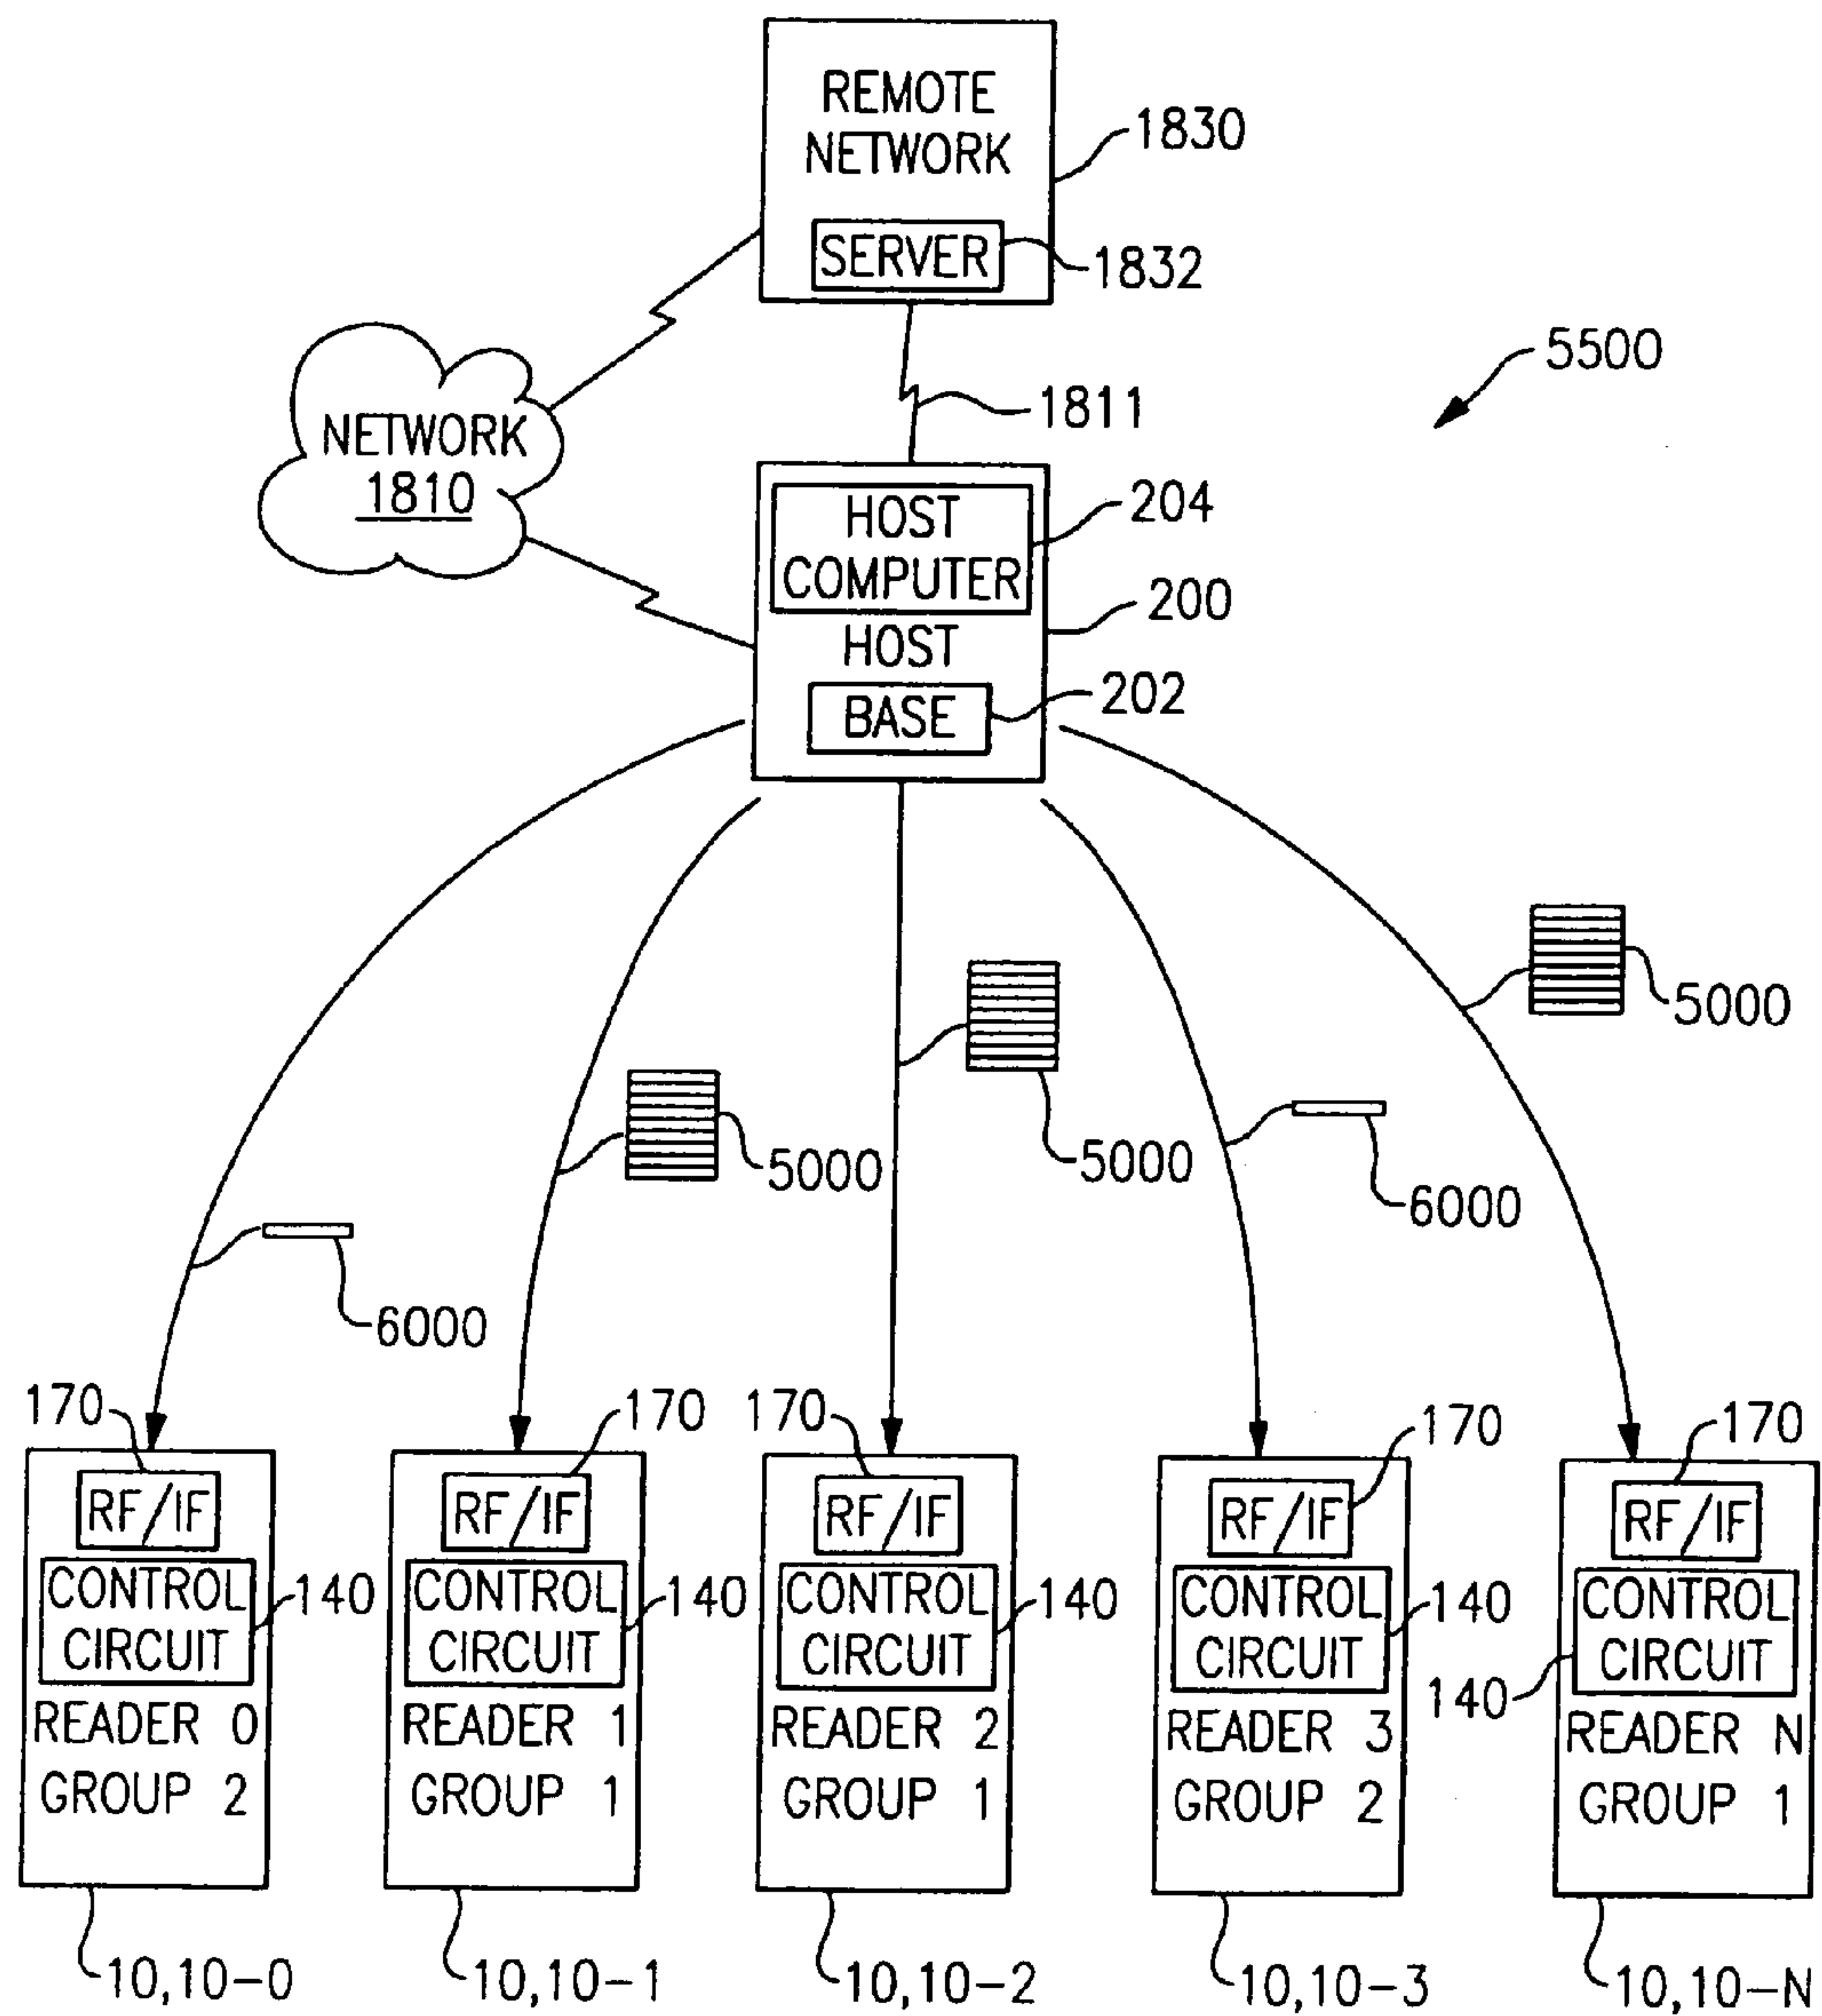 REMOTE
NETWORK
1830
SERVER
1832
5500
NETWORK
1810
1811
HOST
COMPUTER
204
200
HOST
BASE
202
5000
5000
5000
6000
6000
170
170
170
170
170
RF/IF
RF/IF
RF/IF
RF/IF
RF/IF
CONTROL
CIRCUIT
140
CONTROL
CIRCUIT
140
CONTROL
CIRCUIT
140
CONTROL
CIRCUIT
140
CONTROL
CIRCUIT
140
READER 0
GROUP 2
READER 1
GROUP 1
READER 2
GROUP 1
READER 3
GROUP 2
READER N
GROUP 1
10,10-0
10,10-1
10,10-2
10,10-3
10,10-N